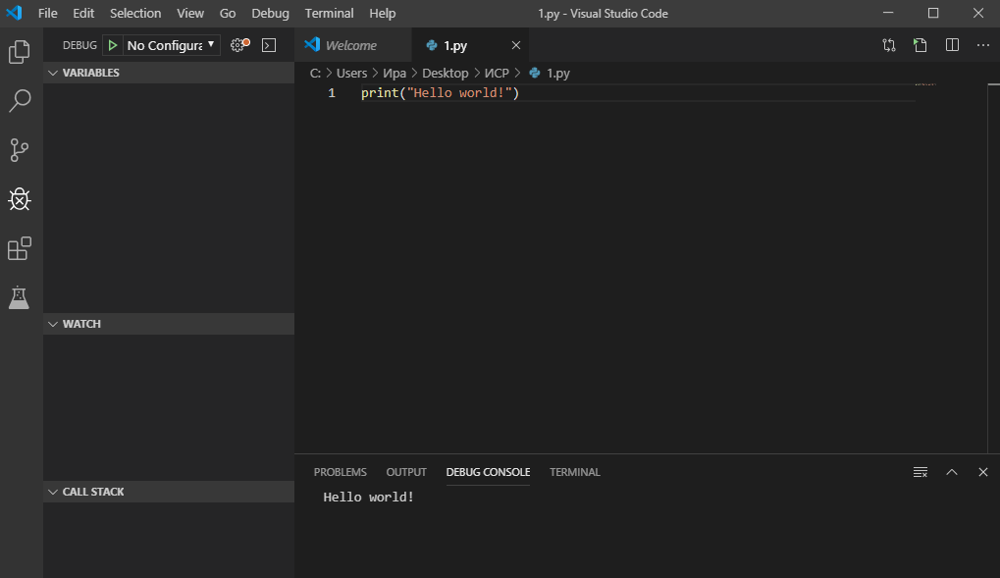 File Edit Selection View Go Debug Terminal Help 1.py - Visual Studio Code
DEBUG No Configura Welcome 1.py
VARIABLES
C: > Users > Ира > Desktop > ИСР > 1.py
1 print("Hello world!")
WATCH
PROBLEMS OUTPUT DEBUG CONSOLE TERMINAL
CALL STACK
Hello world!